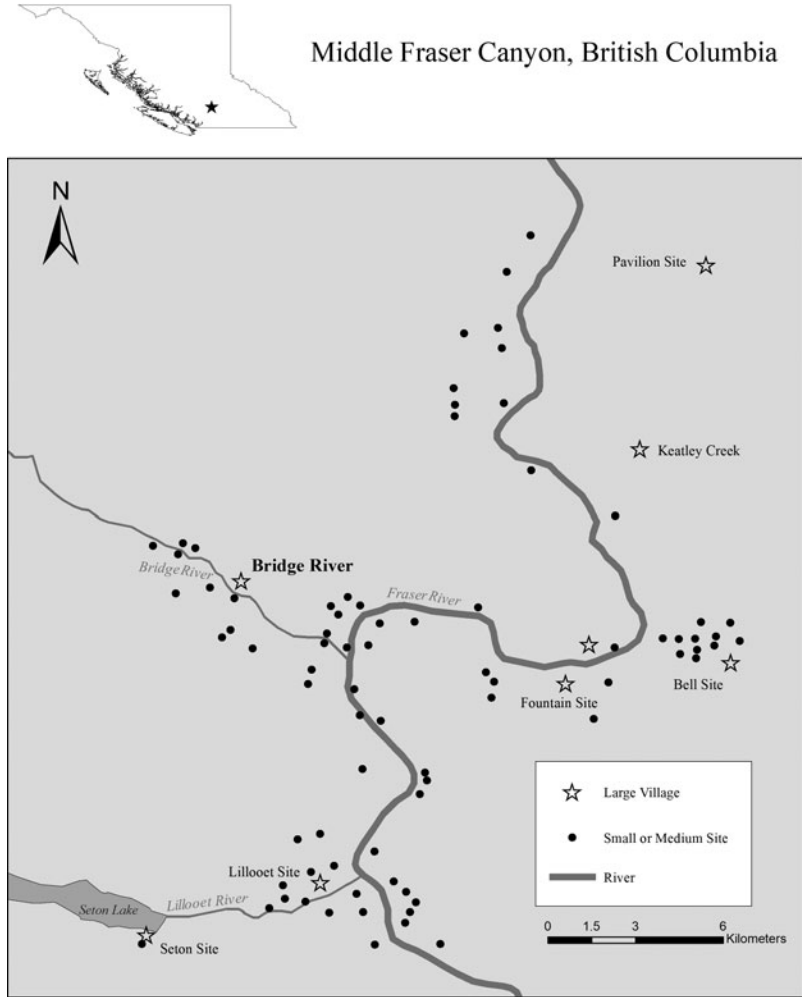 Middle Fraser Canyon, British Columbia
N
Pavilion Site
Keatley Creek
Bridge River
Bridge River
Fraser River
Fountain Site
Bell Site
Large Village
Small or Medium Site
River
Lillooet Site
Lillooet River
Seton Lake
Seton Site
0 1.5 3 6
Kilometers